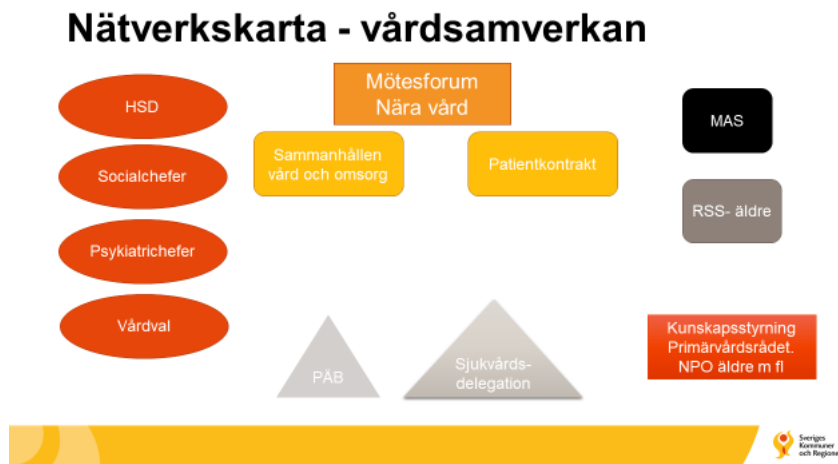 Nätverkskarta - vårdsamverkan
HSD
Socialchefer
Psykiatrichefer
Vårdval
Mötesforum
Nära vård
Sammanhållen
vård och omsorg
Patientkontrakt
MAS
RSS- äldre
PÄB
Sjukvårds-
delegation
Kunskapsstyrning
Primärvårdsrådet.
NPO äldre m fl
Sveriges
Kommuner
och Regioner